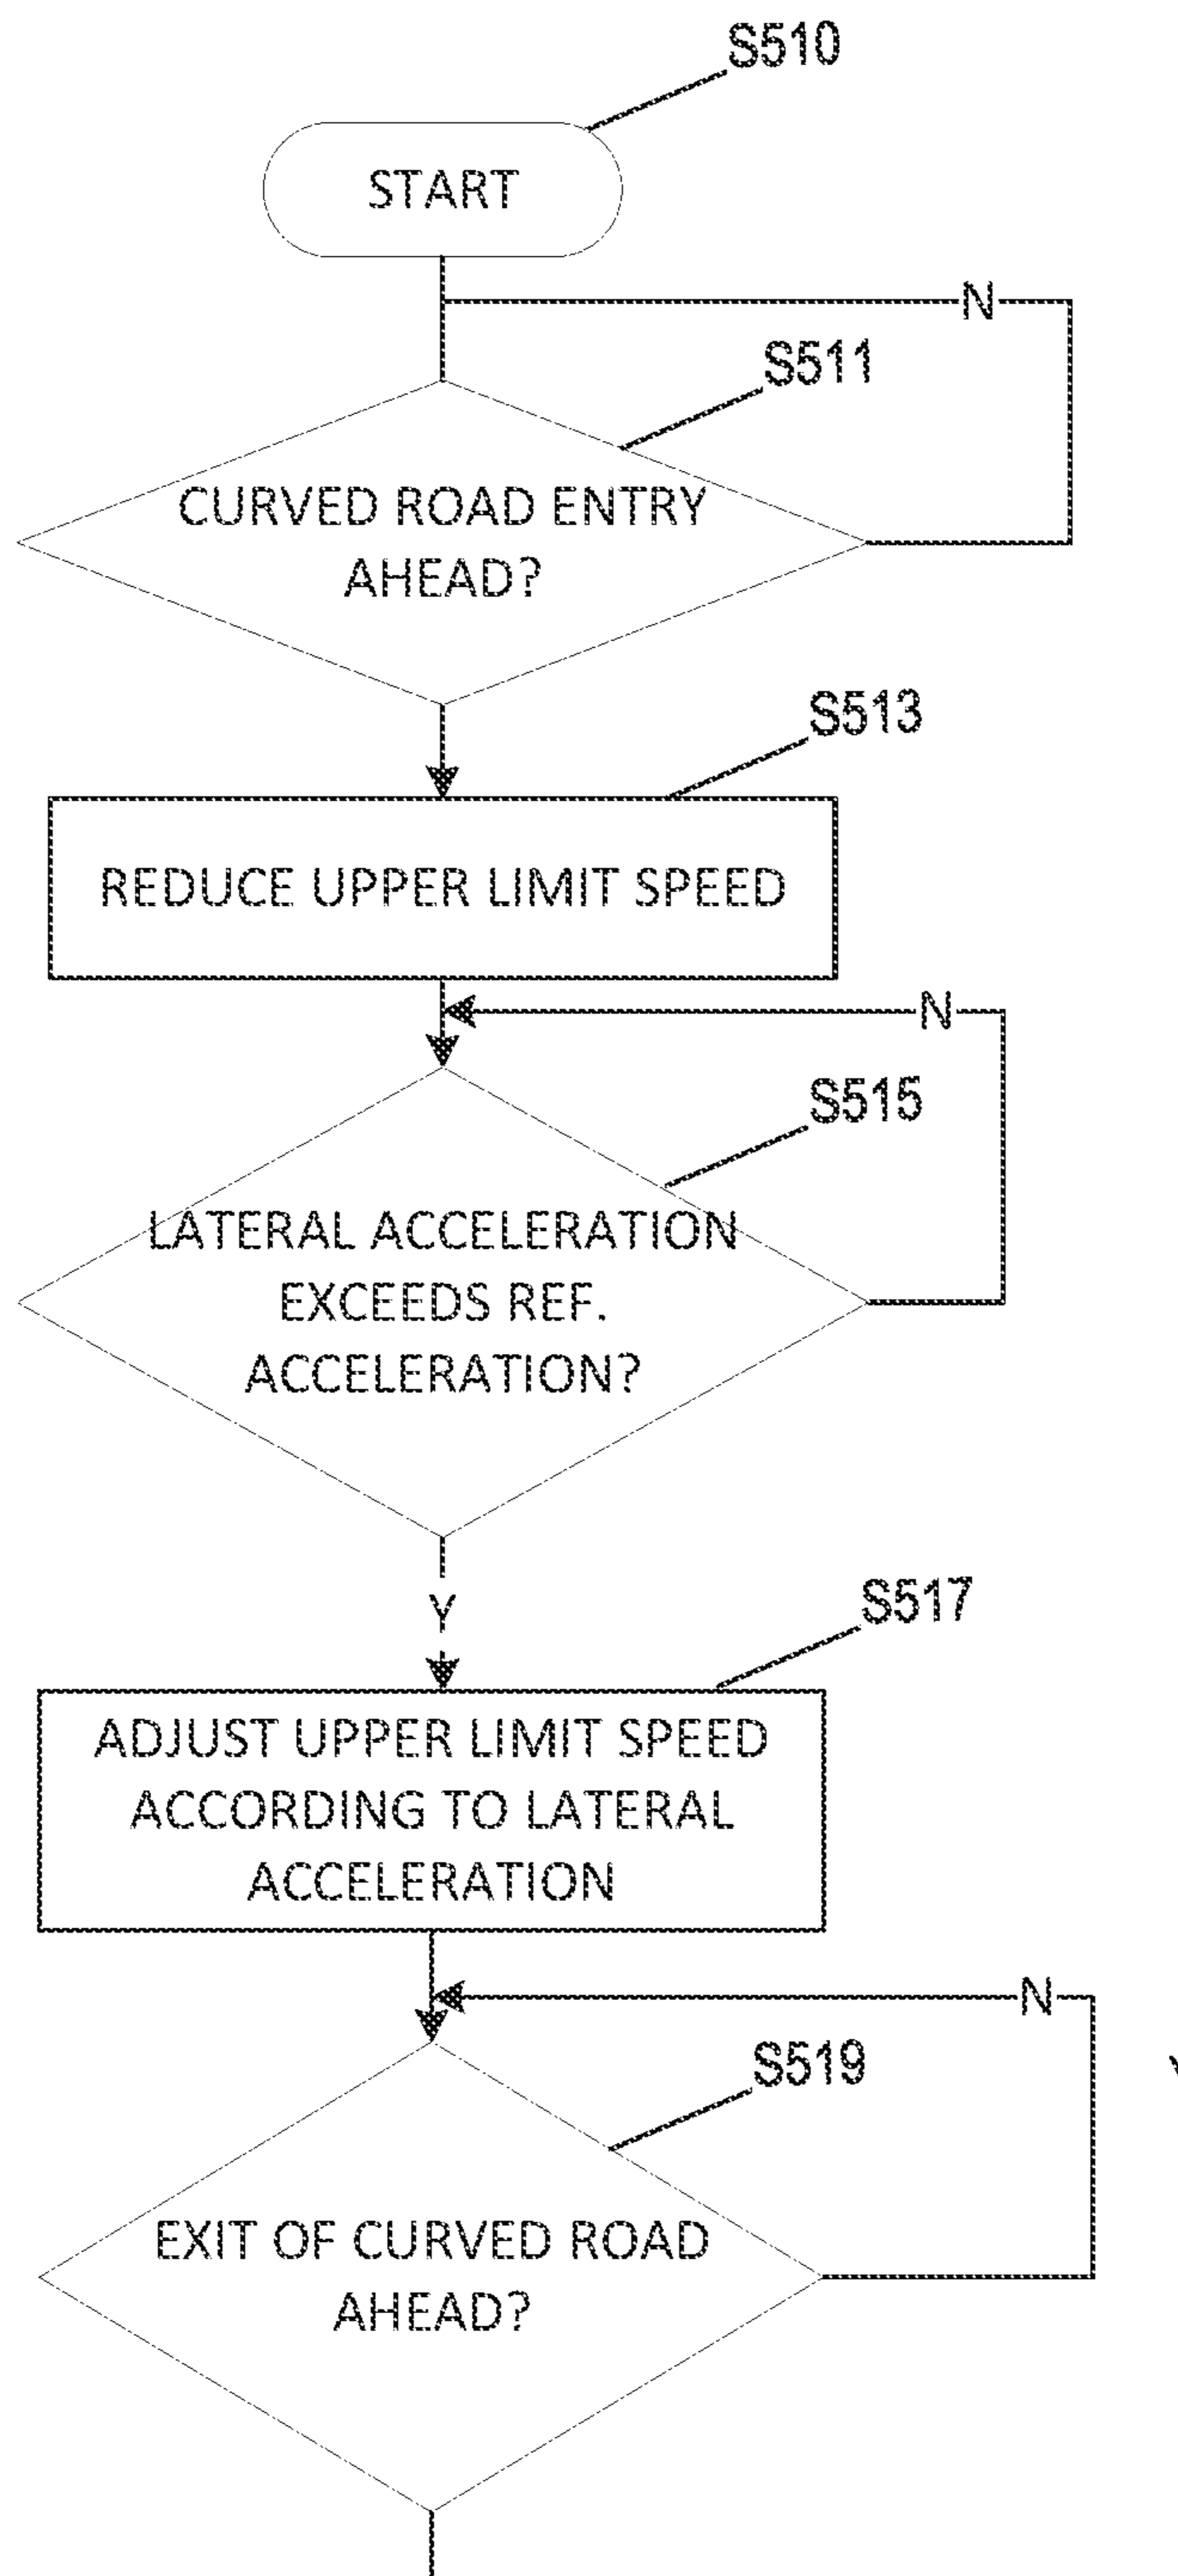 S510
START
N
S511
CURVED ROAD ENTRY
AHEAD?
S513
REDUCE UPPER LIMIT SPEED
N
S515
LATERAL ACCELERATION
EXCEEDS REF.
ACCELERATION?
Y
S517
ADJUST UPPER LIMIT SPEED
ACCORDING TO LATERAL
ACCELERATION
N
S519
EXIT OF CURVED ROAD
AHEAD?